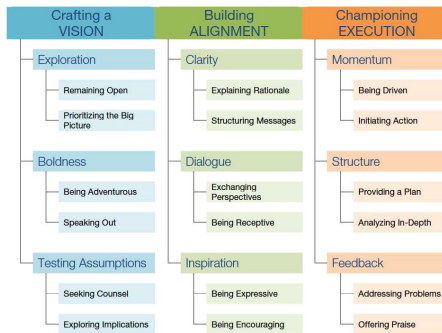 Crafting a
VISION
Exploration
Remaining Open
Prioritizing the Big
Picture
Boldness
Being Adventurous
Speaking Out
Testing Assumptions
Seeking Counsel
Exploring Implications
Building
ALIGNMENT
Clarity
Explaining Rationale
Structuring Messages
Dialogue
Exchanging
Perspectives
Being Receptive
Inspiration
Being Expressive
Being Encouraging
Championing
EXECUTION
Momentum
Being Driven
Initiating Action
Structure
Providing a Plan
Analyzing In-Depth
Feedback
Addressing Problems
Offering Praise